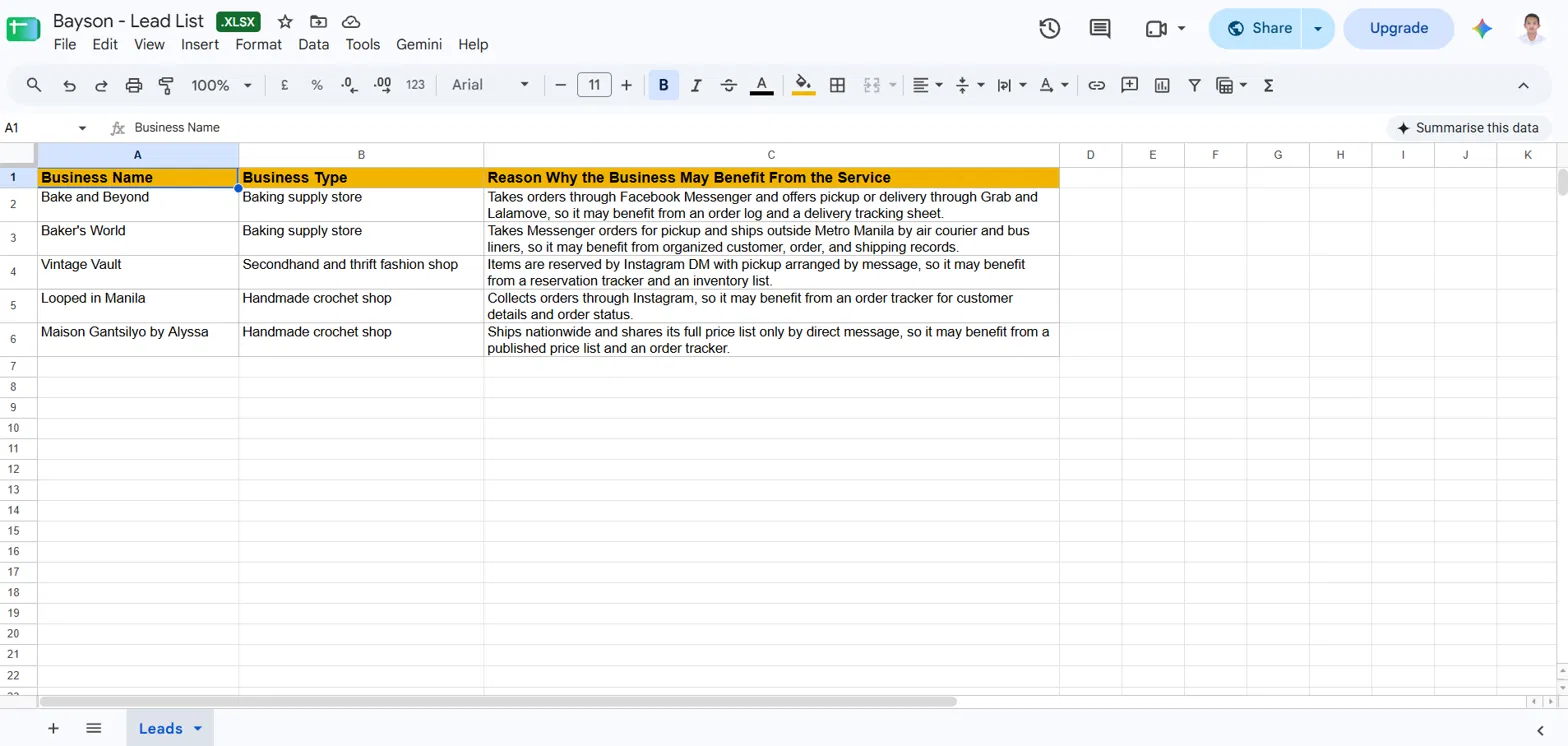 Bayson - Lead List .XLSX
File Edit View Insert Format Data Tools Gemini Help
Share Upgrade
100% £ % .0 .00 123 Arial 11 B I S A A Σ
A1 fx Business Name Summarise this data
A B C D E F G H I J K
1 Business Name Business Type Reason Why the Business May Benefit From the Service
2 Bake and Beyond Baking supply store Takes orders through Facebook Messenger and offers pickup or delivery through Grab and
Lalamove, so it may benefit from an order log and a delivery tracking sheet.
3 Baker's World Baking supply store Takes Messenger orders for pickup and ships outside Metro Manila by air courier and bus
liners, so it may benefit from organized customer, order, and shipping records.
4 Vintage Vault Secondhand and thrift fashion shop Items are reserved by Instagram DM with pickup arranged by message, so it may benefit
from a reservation tracker and an inventory list.
5 Looped in Manila Handmade crochet shop Collects orders through Instagram, so it may benefit from an order tracker for customer
details and order status.
6 Maison Gantsilyo by Alyssa Handmade crochet shop Ships nationwide and shares its full price list only by direct message, so it may benefit from a
published price list and an order tracker.
7
8
9
10
11
12
13
14
15
16
17
18
19
20
21
22
Leads